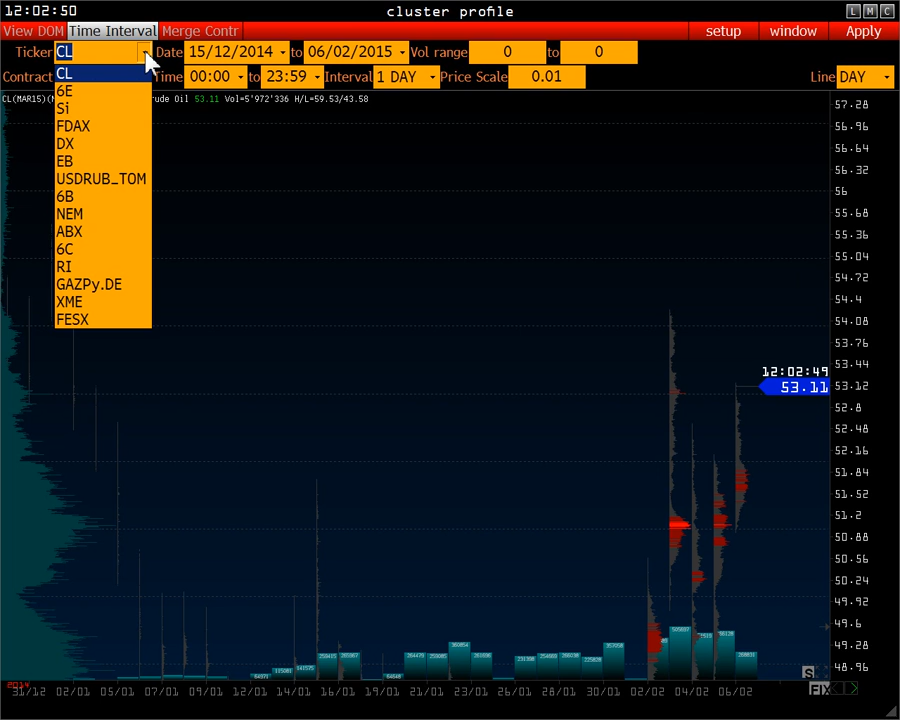 12:02:50 cluster profile L M C
View DOM Time Interval Merge Contr setup window Apply
Ticker CL Date 15/12/2014 to 06/02/2015 Vol range 0 to 0
Contract Time 00:00 to 23:59 Interval 1 DAY Price Scale 0.01 Line DAY
CL
6E
Si
FDAX
DX
EB
USDRUB_TOM
6B
NEM
ABX
6C
RI
GAZPy.DE
XME
FESX
CL(MAR15)( rude Oil 53.11 Vol=5'972'336 H/L=59.53/43.58
57.28
56.96
56.64
56.32
56
55.68
55.36
55.04
54.72
54.4
54.08
53.76
53.44
12:02:49
53.12
53.11
52.8
52.48
52.16
51.84
51.52
51.2
50.88
50.56
50.24
49.92
49.6
49.28
48.96
S
FIX
2014
31/12 02/01 05/01 07/01 09/01 12/01 14/01 16/01 19/01 21/01 23/01 26/01 28/01 30/01 02/02 04/02 06/02